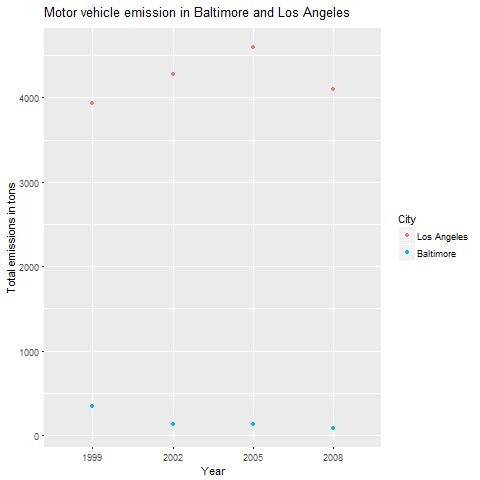 Motor vehicle emission in Baltimore and Los Angeles
Total emissions in tons
4000
3000
2000
1000
0
1999 2002 2005 2008
Year
City
Los Angeles
Baltimore